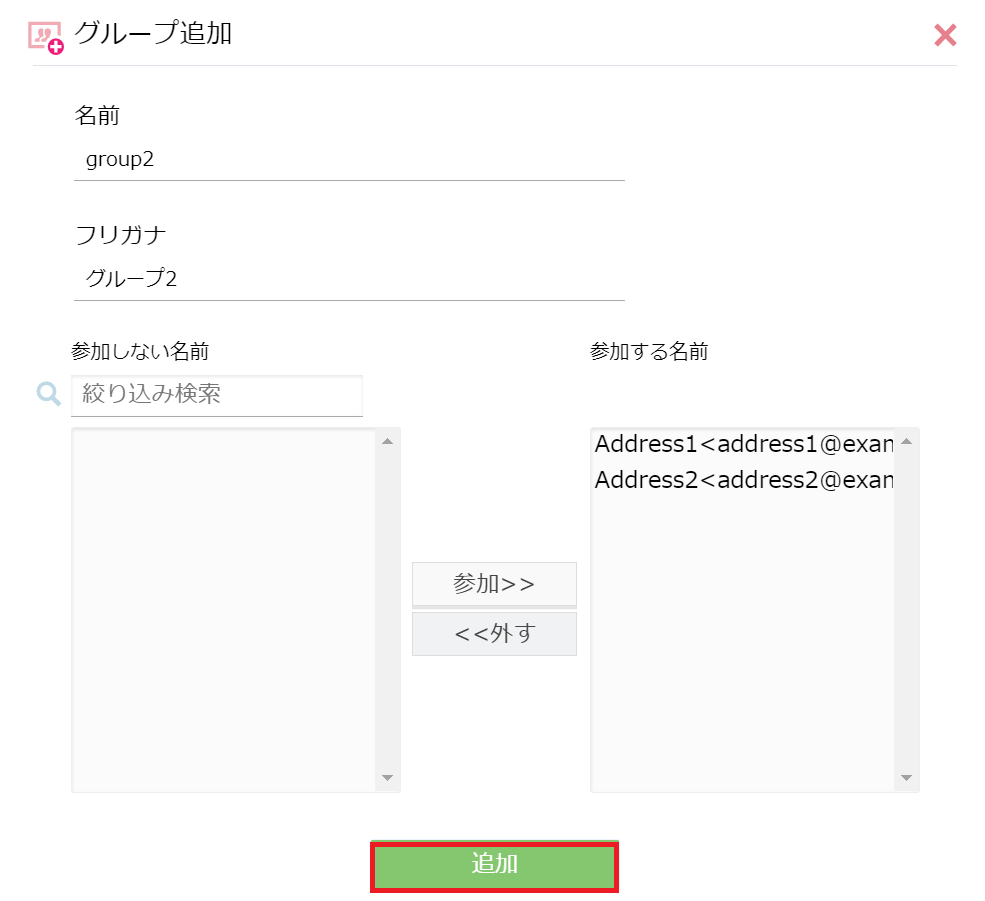 グループ追加
名前
group2
フリガナ
グループ2
参加しない名前
参加する名前
絞り込み検索
Address1<address1@exan
Address2<address2@exan
参加>>
<<外す
追加